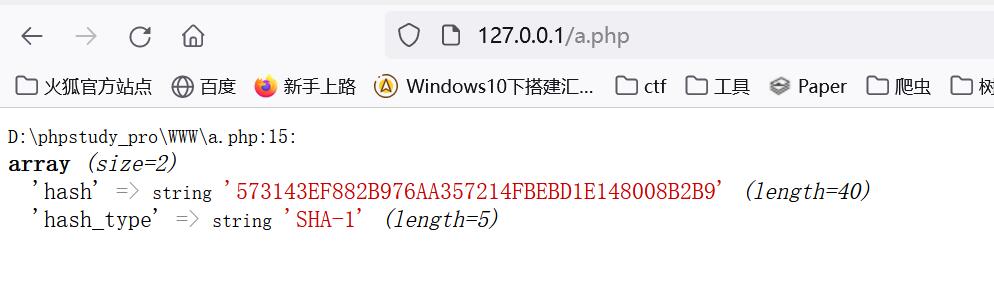 127.0.0.1/a.php
火狐官方站点 百度 新手上路 Windows10下搭建汇... ctf 工具 Paper 爬虫 树
D:\phpstudy_pro\WWW\a.php:15:
array (size=2)
'hash' => string '573143EF882B976AA357214FBEBD1E148008B2B9' (length=40)
'hash_type' => string 'SHA-1' (length=5)